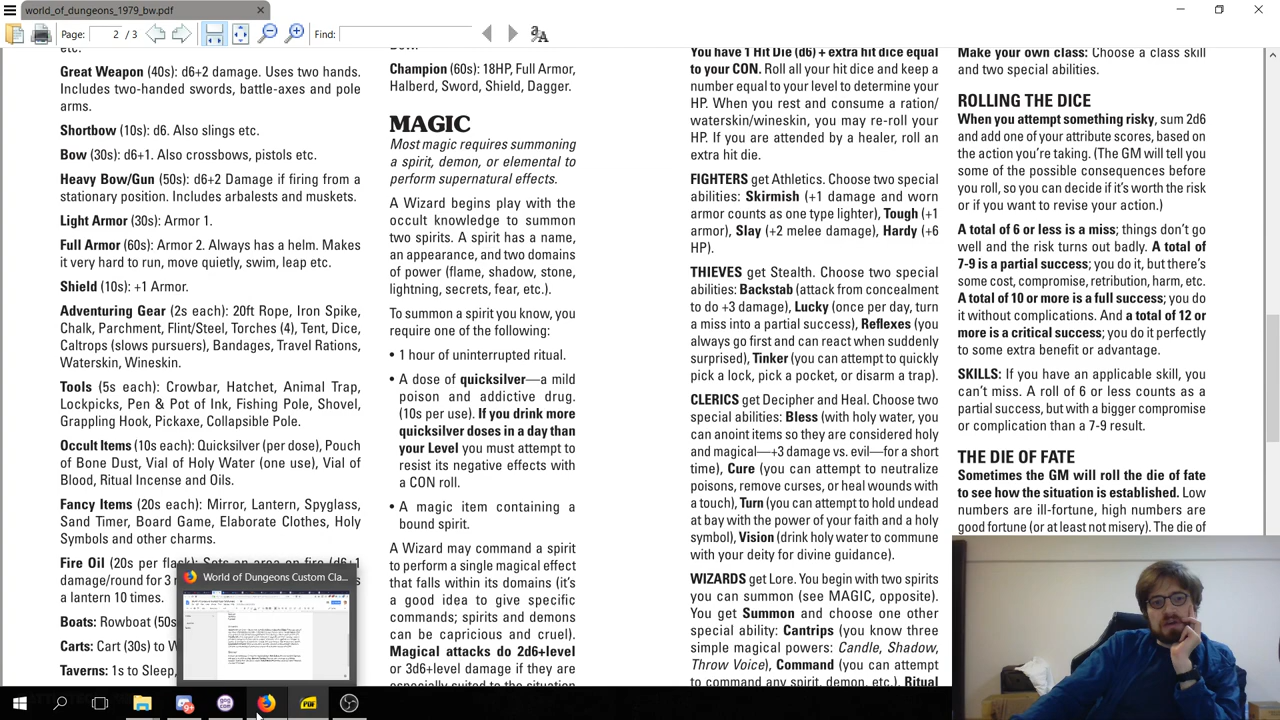 world_of_dungeons_1979_bw.pdf
Page: 2 / 3 Find:
Great Weapon (40s): d6+2 damage. Uses two hands.
Includes two-handed swords, battle-axes and pole
arms.
Shortbow (10s): d6. Also slings etc.
Bow (30s): d6+1. Also crossbows, pistols etc.
Heavy Bow/Gun (50s): d6+2 Damage if firing from a
stationary position. Includes arbalests and muskets.
Light Armor (30s): Armor 1.
Full Armor (60s): Armor 2. Always has a helm. Makes
it very hard to run, move quietly, swim, leap etc.
Shield (10s): +1 Armor.
Adventuring Gear (2s each): 20ft Rope, Iron Spike,
Chalk, Parchment, Flint/Steel, Torches (4), Tent, Dice,
Caltrops (slows pursuers), Bandages, Travel Rations,
Waterskin, Wineskin.
Tools (5s each): Crowbar, Hatchet, Animal Trap,
Lockpicks, Pen & Pot of Ink, Fishing Pole, Shovel,
Grappling Hook, Pickaxe, Collapsible Pole.
Occult Items (10s each): Quicksilver (per dose), Pouch
of Bone Dust, Vial of Holy Water (one use), Vial of
Blood, Ritual Incense and Oils.
Fancy Items (20s each): Mirror, Lantern, Spyglass,
Sand Timer, Board Game, Elaborate Clothes, Holy
Symbols and other charms.
Fire Oil (20s per flask): Sets an area on fire (d6+1
damage/round for 3
a lantern 10 times.
Boats: Rowboat (50s
Carts: Cart (30s) to
Taverns: 1s to Sleep,
World of Dungeons Custom Cla...
Champion (60s): 18HP, Full Armor,
Halberd, Sword, Shield, Dagger.
MAGIC
Most magic requires summoning
a spirit, demon, or elemental to
perform supernatural effects.
A Wizard begins play with the
occult knowledge to summon
two spirits. A spirit has a name,
an appearance, and two domains
of power (flame, shadow, stone,
lightning, secrets, fear, etc.).
To summon a spirit you know, you
require one of the following:
• 1 hour of uninterrupted ritual.
• A dose of quicksilver—a mild
poison and addictive drug.
(10s per use). If you drink more
quicksilver doses in a day than
your Level you must attempt to
resist its negative effects with
a CON roll.
• A magic item containing a
bound spirit.
A Wizard may command a spirit
to perform a single magical effect
that falls within its domains (it's
a good idea to give specific
commands; spirits and demons
can be capricious and cruel).
Magical attacks do 2d6+level
or 3d6+level damage if they are
especially suited to the situation
You have 1 Hit Die (d6) + extra hit dice equal
to your CON. Roll all your hit dice and keep a
number equal to your level to determine your
HP. When you rest and consume a ration/
waterskin/wineskin, you may re-roll your
HP. If you are attended by a healer, roll an
extra hit die.
FIGHTERS get Athletics. Choose two special
abilities: Skirmish (+1 damage and worn
armor counts as one type lighter), Tough (+1
armor), Slay (+2 melee damage), Hardy (+6
HP).
THIEVES get Stealth. Choose two special
abilities: Backstab (attack from concealment
to do +3 damage), Lucky (once per day, turn
a miss into a partial success), Reflexes (you
always go first and can react when suddenly
surprised), Tinker (you can attempt to quickly
pick a lock, pick a pocket, or disarm a trap).
CLERICS get Decipher and Heal. Choose two
special abilities: Bless (with holy water, you
can anoint items so they are considered holy
and magical—+3 damage vs. evil—for a short
time), Cure (you can attempt to neutralize
poisons, remove curses, or heal wounds with
a touch), Turn (you can attempt to hold undead
at bay with the power of your faith and a holy
symbol), Vision (drink holy water to commune
with your deity for divine guidance).
WIZARDS get Lore. You begin with two spirits
you can summon (see MAGIC, opposite).
You get Summon and choose one other
special ability: Cantrips (you know three
simple magical powers: Candle, Shadow,
Throw Voice), Command (you can attempt
to command any spirit, demon, etc.), Ritual
Make your own class: Choose a class skill
and two special abilities.
ROLLING THE DICE
When you attempt something risky, sum 2d6
and add one of your attribute scores, based on
the action you're taking. (The GM will tell you
some of the possible consequences before
you roll, so you can decide if it's worth the risk
or if you want to revise your action.)
A total of 6 or less is a miss; things don't go
well and the risk turns out badly. A total of
7-9 is a partial success; you do it, but there's
some cost, compromise, retribution, harm, etc.
A total of 10 or more is a full success; you do
it without complications. And a total of 12 or
more is a critical success; you do it perfectly
to some extra benefit or advantage.
SKILLS: If you have an applicable skill, you
can't miss. A roll of 6 or less counts as a
partial success, but with a bigger compromise
or complication than a 7-9 result.
THE DIE OF FATE
Sometimes the GM will roll the die of fate
to see how the situation is established. Low
numbers are ill-fortune, high numbers are
good fortune (or at least not misery). The die of